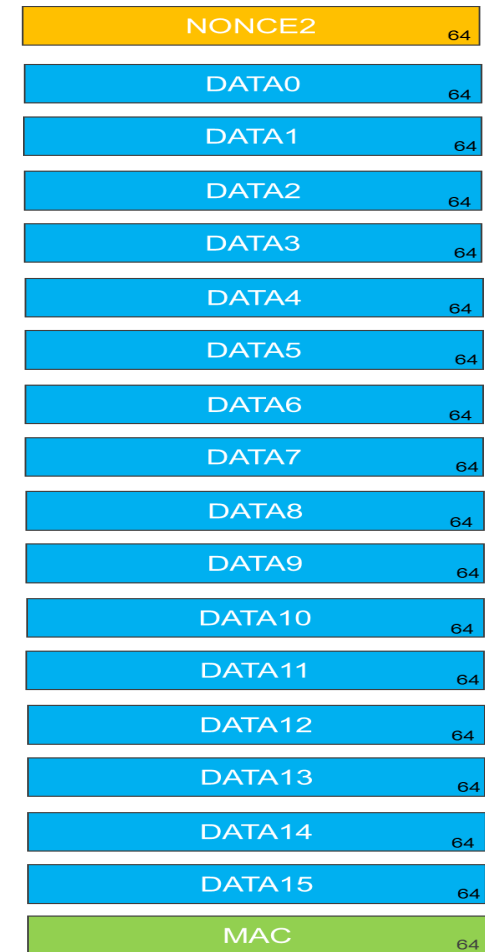 NONCE2 64
DATA0 64
DATA1 64
DATA2 64
DATA3 64
DATA4 64
DATA5 64
DATA6 64
DATA7 64
DATA8 64
DATA9 64
DATA10 64
DATA11 64
DATA12 64
DATA13 64
DATA14 64
DATA15 64
MAC 64